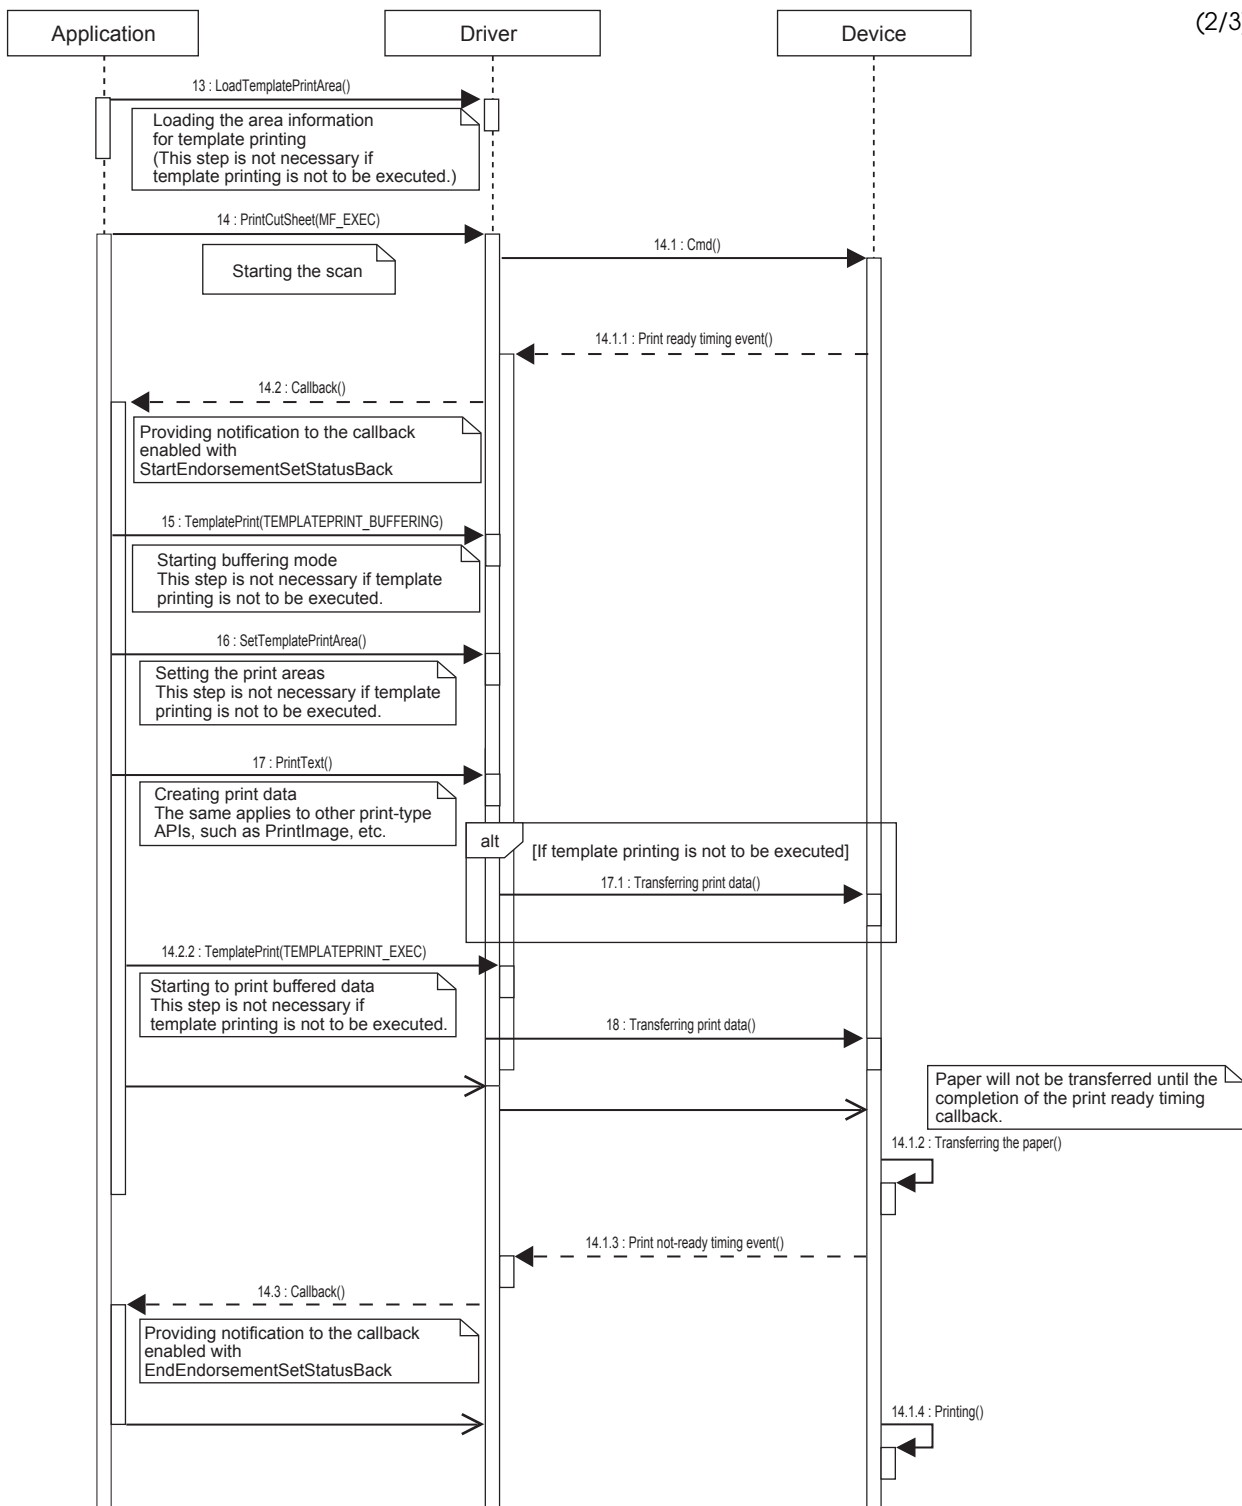 (2/3
Application
Driver
Device
13 : LoadTemplatePrintArea()
Loading the area information
for template printing
(This step is not necessary if
template printing is not to be executed.)
14 : PrintCutSheet(MF_EXEC)
14.1 : Cmd()
Starting the scan
14.1.1 : Print ready timing event()
14.2 : Callback()
Providing notification to the callback
enabled with
StartEndorsementSetStatusBack
15 : TemplatePrint(TEMPLATEPRINT_BUFFERING)
Starting buffering mode
This step is not necessary if template
printing is not to be executed.
16 : SetTemplatePrintArea()
Setting the print areas
This step is not necessary if template
printing is not to be executed.
17 : PrintText()
Creating print data
The same applies to other print-type
APIs, such as PrintImage, etc.
alt
[If template printing is not to be executed]
17.1 : Transferring print data()
14.2.2 : TemplatePrint(TEMPLATEPRINT_EXEC)
Starting to print buffered data
This step is not necessary if
template printing is not to be executed.
18 : Transferring print data()
Paper will not be transferred until the
completion of the print ready timing
callback.
14.1.2 : Transferring the paper()
14.1.3 : Print not-ready timing event()
14.3 : Callback()
Providing notification to the callback
enabled with
EndEndorsementSetStatusBack
14.1.4 : Printing()